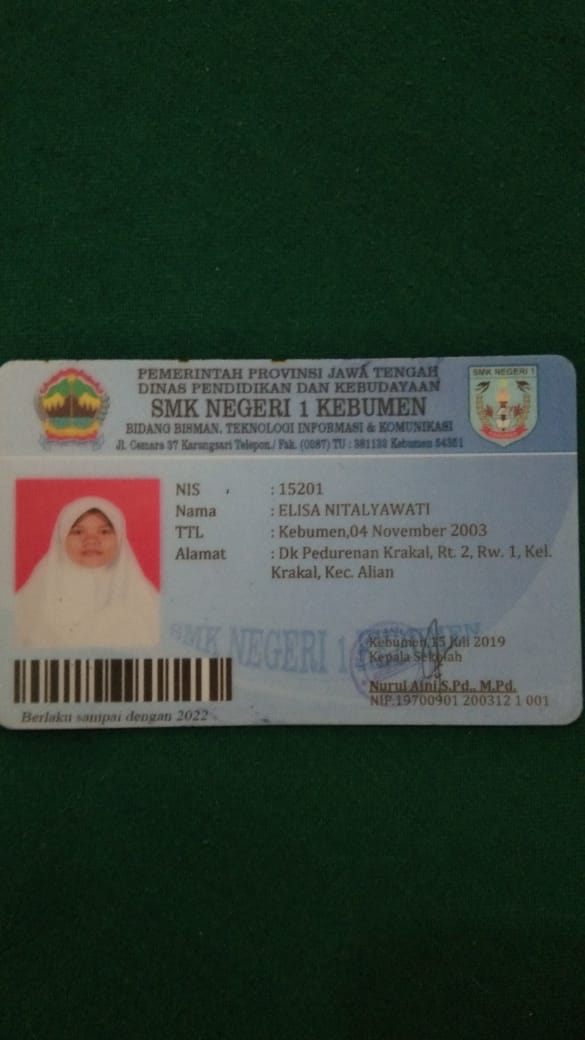 PEMERINTAH PROVINSI JAWA TENGAH
DINAS PENDIDIKAN DAN KEBUDAYAAN
SMK NEGERI 1 KEBUMEN
BIDANG BISMAN, TEKNOLOGI INFORMASI & KOMUNIKASI
Jl. Cemara 37 Karangsari Telepon./ Fak. (0287) TU : 381132 Kebumen 54351
SMK NEGERI 1
NIS : 15201
Nama : ELISA NITALYAWATI
TTL : Kebumen,04 November 2003
Alamat : Dk Pedurenan Krakal, Rt. 2, Rw. 1, Kel.
Krakal, Kec. Alian
SMK NEGERI 1 KEBUMEN
Kebumen,15 Juli 2019
Kepala Sekolah
Nurul Aini,S.Pd., M.Pd.
NIP.19700901 200312 1 001
Berlaku sampai dengan 2022